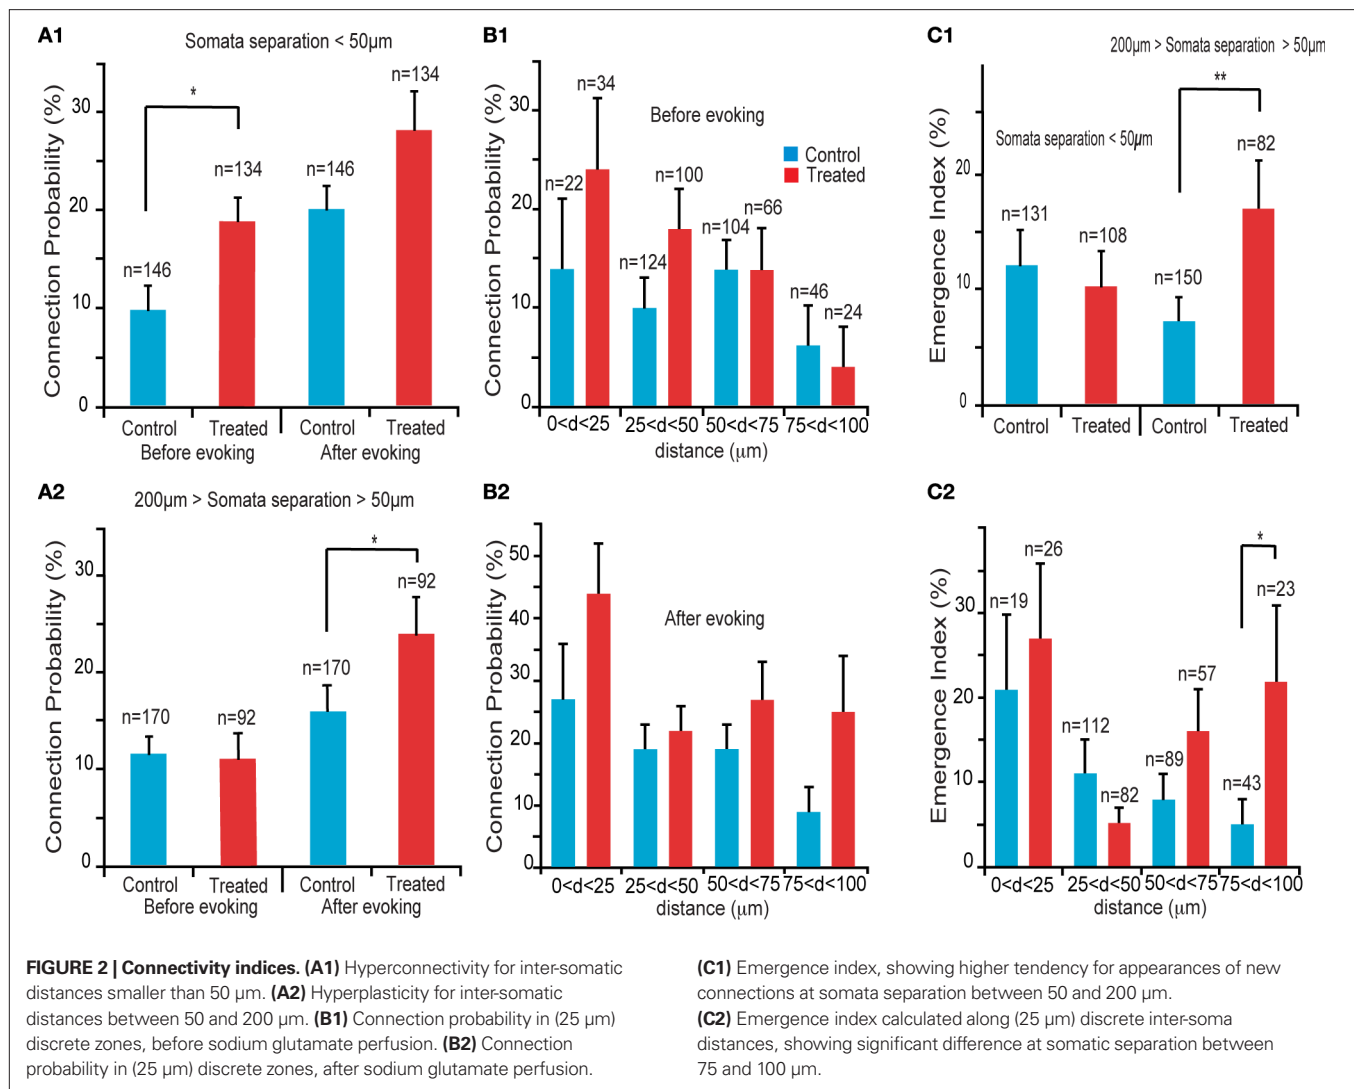 A1
Somata separation < 50µm
Connection Probability (%)
30
20
10
0
*
n=146
n=134
n=146
n=134
Control Treated Control Treated
Before evoking After evoking
B1
Connection Probability (%)
30
20
10
0
Before evoking
Control
Treated
n=22
n=34
n=124
n=100
n=104
n=66
n=46
n=24
0<d<25 25<d<50 50<d<75 75<d<100
distance (µm)
C1
200µm > Somata separation > 50µm
Somata separation < 50µm
Emergence Index (%)
20
10
0
**
n=131
n=108
n=150
n=82
Control Treated Control Treated
A2
200µm > Somata separation > 50µm
Connection Probability (%)
30
20
10
0
*
n=170
n=92
n=170
n=92
Control Treated Control Treated
Before evoking After evoking
B2
Connection Probability (%)
50
40
30
20
10
0
After evoking
0<d<25 25<d<50 50<d<75 75<d<100
distance (µm)
C2
Emergence Index (%)
30
20
10
0
*
n=19
n=26
n=112
n=82
n=89
n=57
n=43
n=23
0<d<25 25<d<50 50<d<75 75<d<100
distance (µm)
FIGURE 2 | Connectivity indices. (A1) Hyperconnectivity for inter-somatic
distances smaller than 50 µm. (A2) Hyperplasticity for inter-somatic
distances between 50 and 200 µm. (B1) Connection probability in (25 µm)
discrete zones, before sodium glutamate perfusion. (B2) Connection
probability in (25 µm) discrete zones, after sodium glutamate perfusion.
(C1) Emergence index, showing higher tendency for appearances of new
connections at somata separation between 50 and 200 µm.
(C2) Emergence index calculated along (25 µm) discrete inter-soma
distances, showing significant difference at somatic separation between
75 and 100 µm.